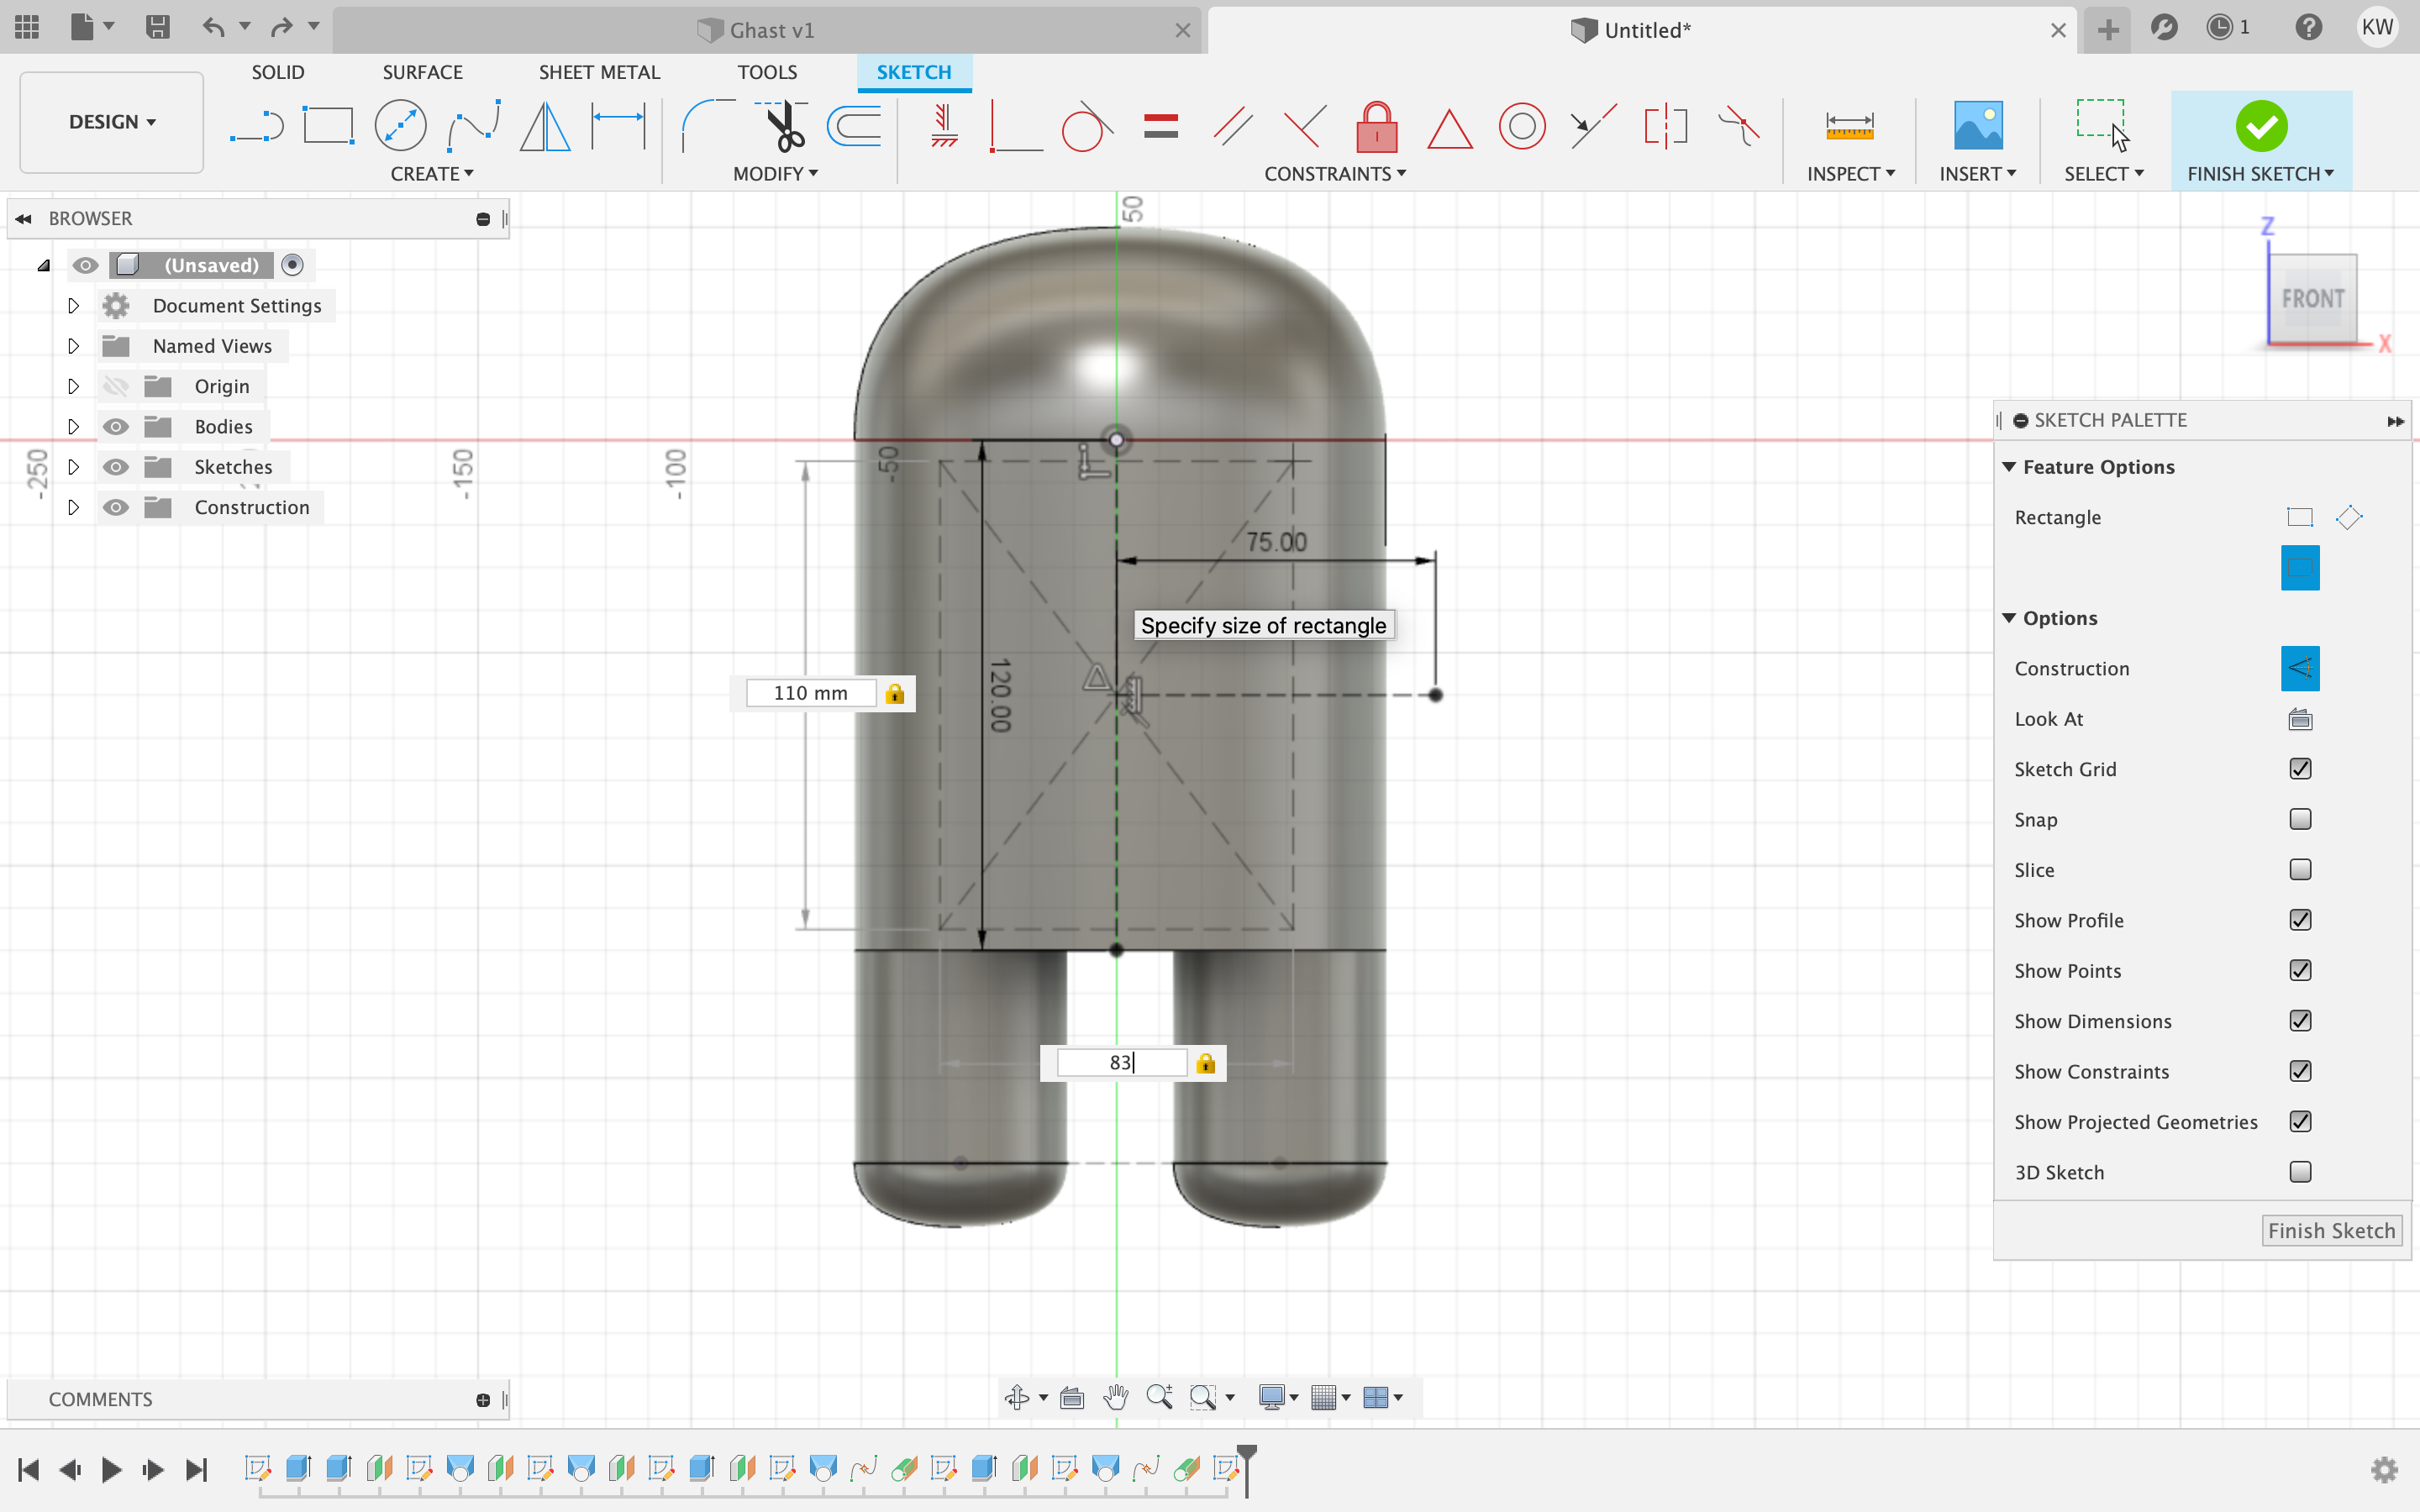 Ghast v1
Untitled*
1
KW
DESIGN
SOLID
SURFACE
SHEET METAL
TOOLS
SKETCH
CREATE
MODIFY
CONSTRAINTS
INSPECT
INSERT
SELECT
FINISH SKETCH
BROWSER
(Unsaved)
Document Settings
Named Views
Origin
Bodies
Sketches
Construction
50
-250
-150
-100
-50
Z
FRONT
X
75.00
Specify size of rectangle
120.00
110 mm
83
SKETCH PALETTE
Feature Options
Rectangle
Options
Construction
Look At
Sketch Grid
Snap
Slice
Show Profile
Show Points
Show Dimensions
Show Constraints
Show Projected Geometries
3D Sketch
Finish Sketch
COMMENTS